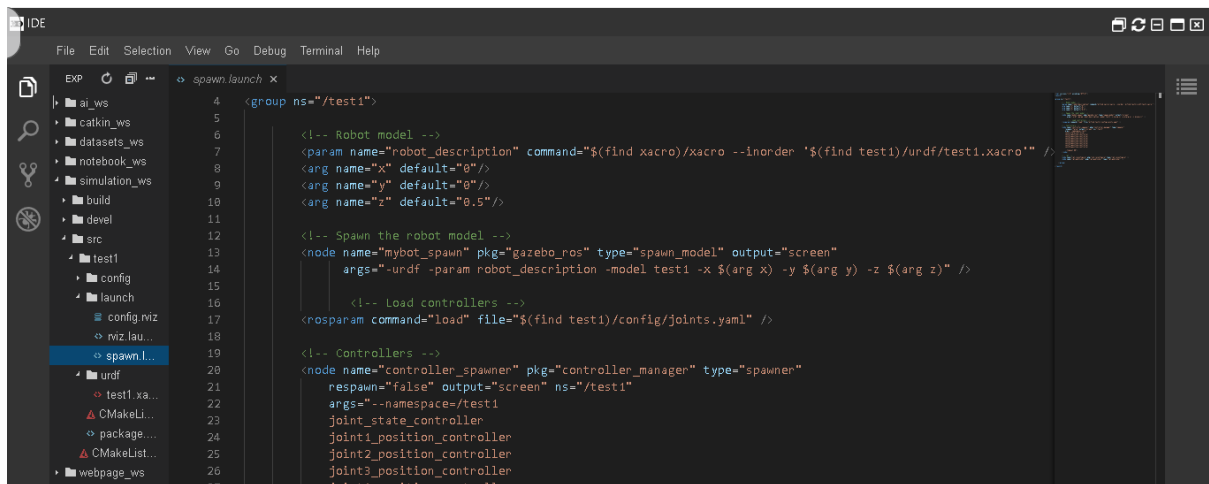 IDE
File Edit Selection View Go Debug Terminal Help
EXP
spawn.launch
ai_ws
catkin_ws
datasets_ws
notebook_ws
simulation_ws
build
devel
src
test1
config
launch
config.rviz
rviz.lau...
spawn.l...
urdf
test1.xa...
CMakeLi...
package....
CMakeList...
webpage_ws
4 <group ns="/test1">
5
6 <!-- Robot model -->
7 <param name="robot_description" command="$(find xacro)/xacro --inorder '$(find test1)/urdf/test1.xacro'" />
8 <arg name="x" default="0"/>
9 <arg name="y" default="0"/>
10 <arg name="z" default="0.5"/>
11
12 <!-- Spawn the robot model -->
13 <node name="mybot_spawn" pkg="gazebo_ros" type="spawn_model" output="screen"
14 args="-urdf -param robot_description -model test1 -x $(arg x) -y $(arg y) -z $(arg z)" />
15
16 <!-- Load controllers -->
17 <rosparam command="load" file="$(find test1)/config/joints.yaml" />
18
19 <!-- Controllers -->
20 <node name="controller_spawner" pkg="controller_manager" type="spawner"
21 respawn="false" output="screen" ns="/test1"
22 args="--namespace=/test1
23 joint_state_controller
24 joint1_position_controller
25 joint2_position_controller
26 joint3_position_controller